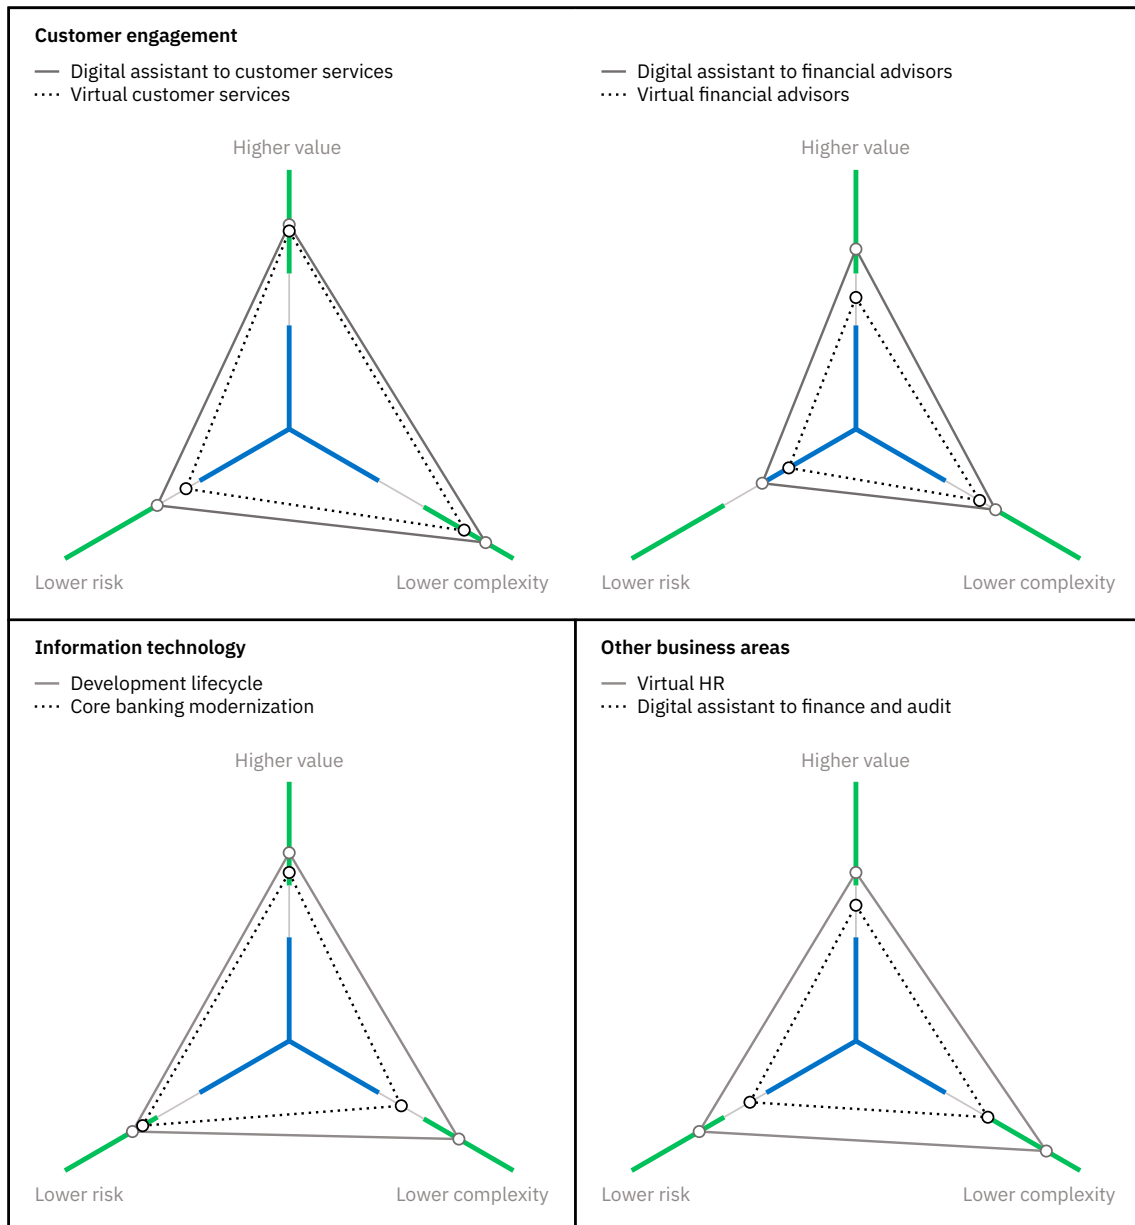 Customer engagement
Digital assistant to customer services
Virtual customer services
Digital assistant to financial advisors
Virtual financial advisors
Higher value
Higher value
Lower risk
Lower complexity
Lower risk
Lower complexity
Information technology
Development lifecycle
Core banking modernization
Other business areas
Virtual HR
Digital assistant to finance and audit
Higher value
Higher value
Lower risk
Lower complexity
Lower risk
Lower complexity